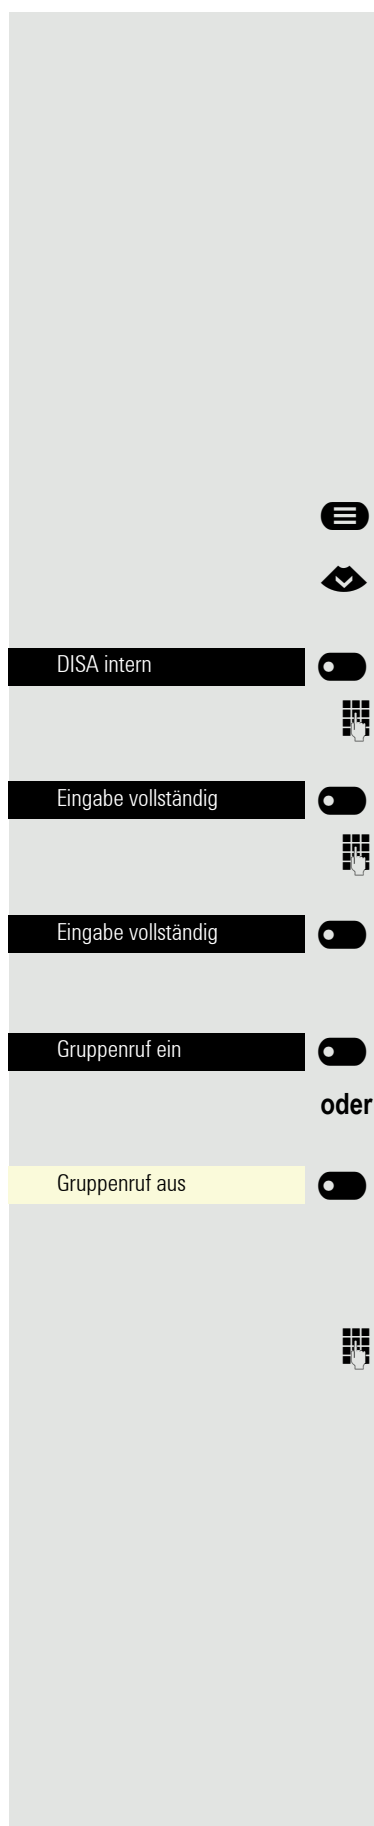 DISA intern
Eingabe vollständig
Eingabe vollständig
Gruppenruf ein
oder
Gruppenruf aus